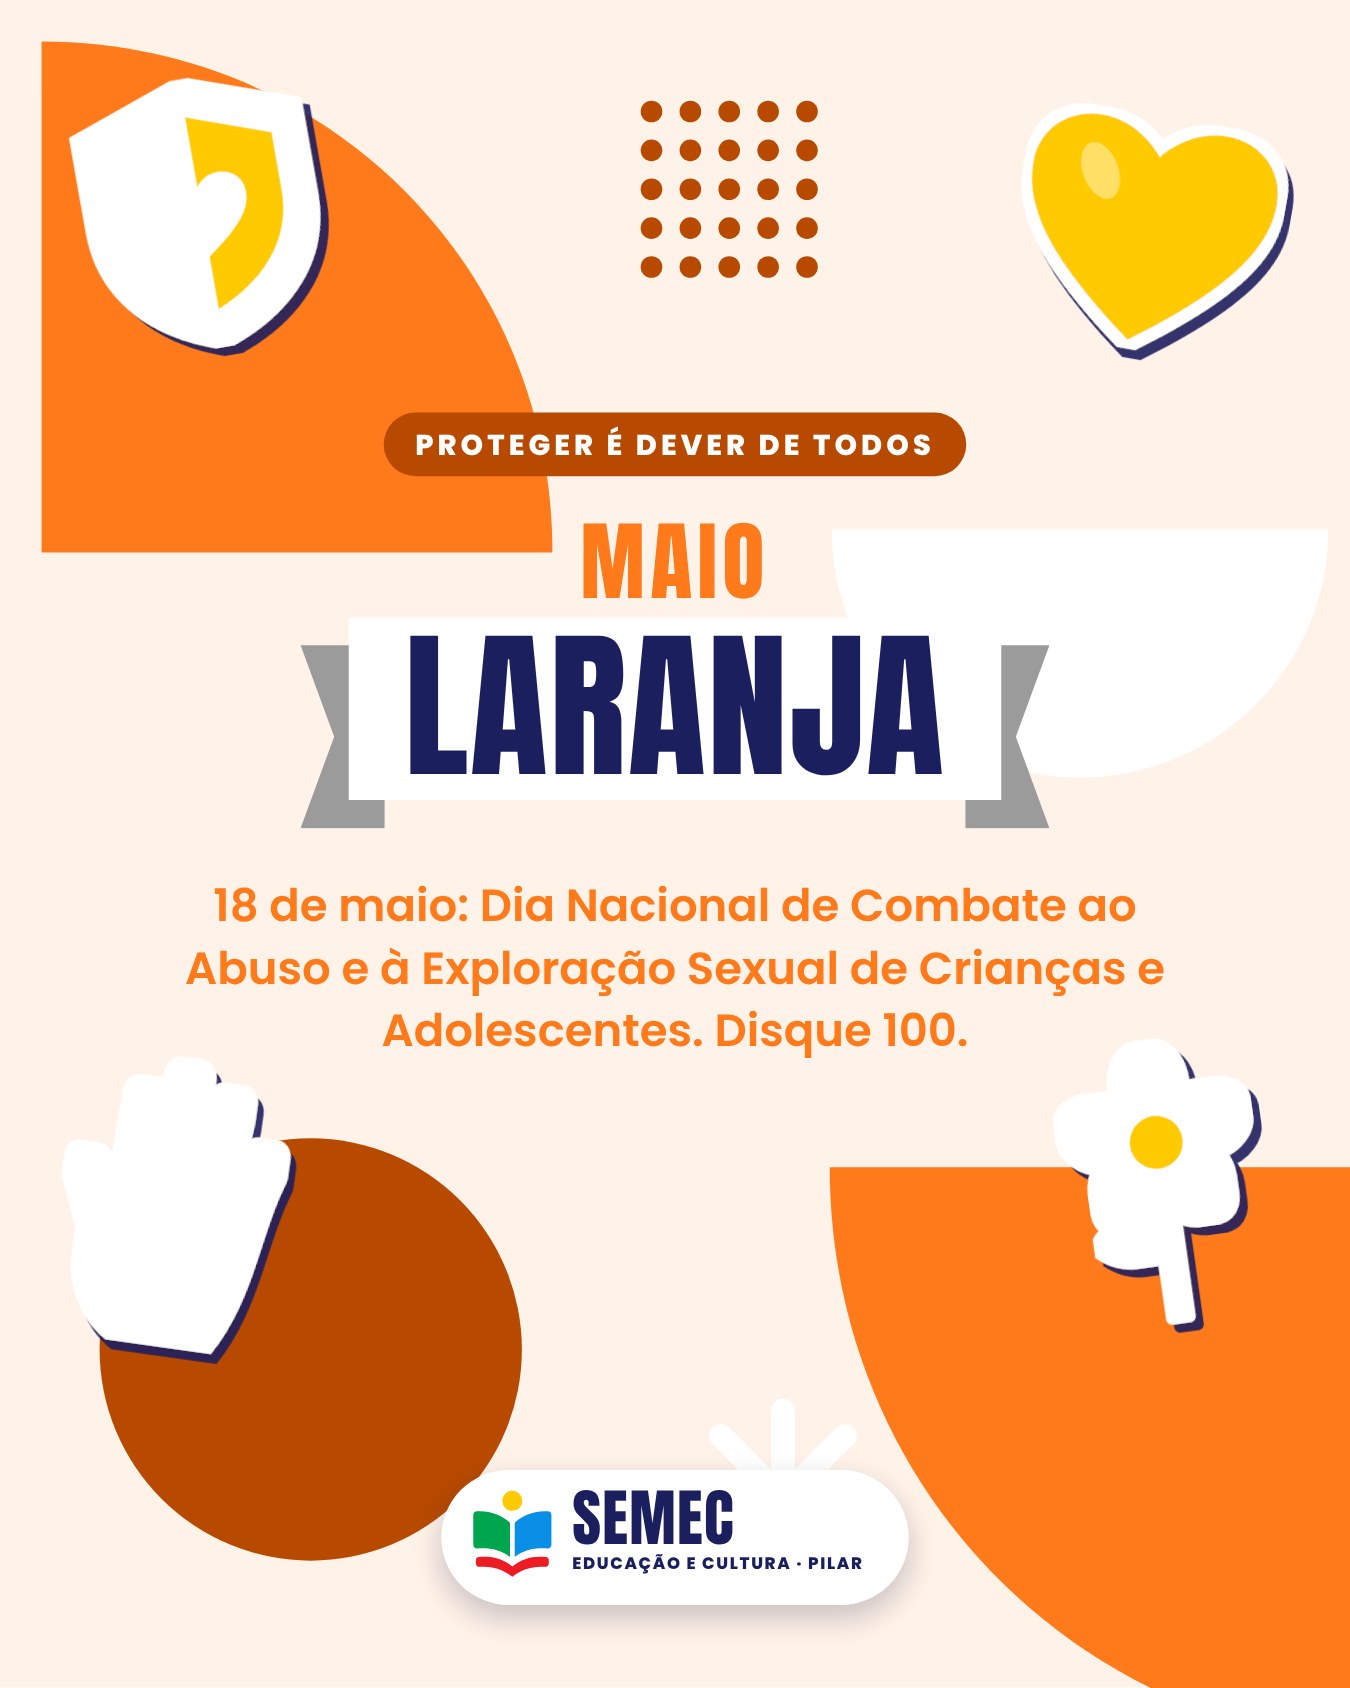 PROTEGER É DEVER DE TODOS
MAIO
LARANJA
18 de maio: Dia Nacional de Combate ao
Abuso e à Exploração Sexual de Crianças e
Adolescentes. Disque 100.
SEMEC
EDUCAÇÃO E CULTURA · PILAR